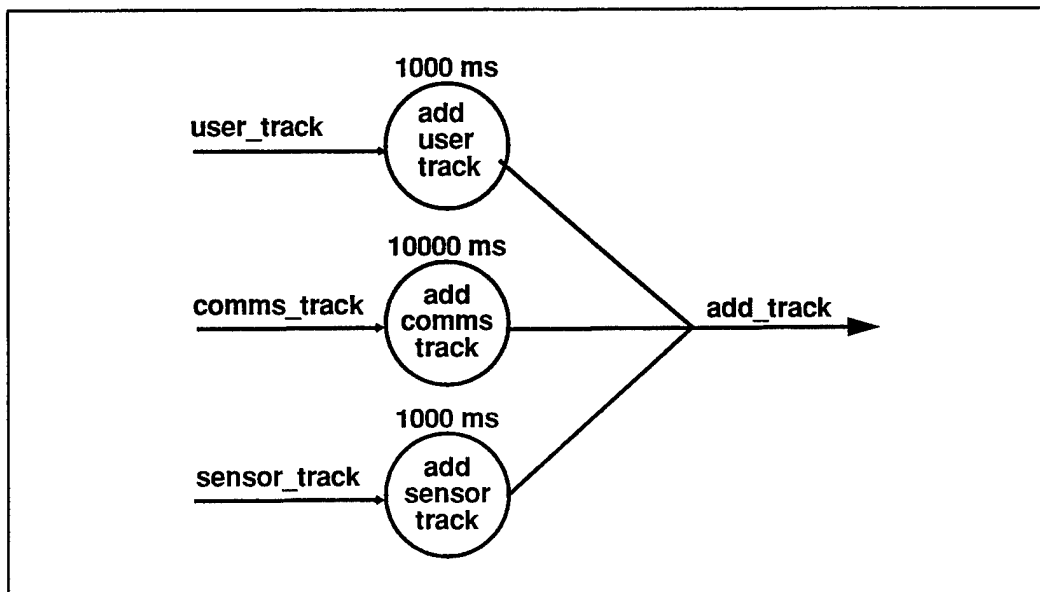 1000 ms
user_track
add
user
track
10000 ms
comms_track
add
comms
track
add_track
1000 ms
sensor_track
add
sensor
track